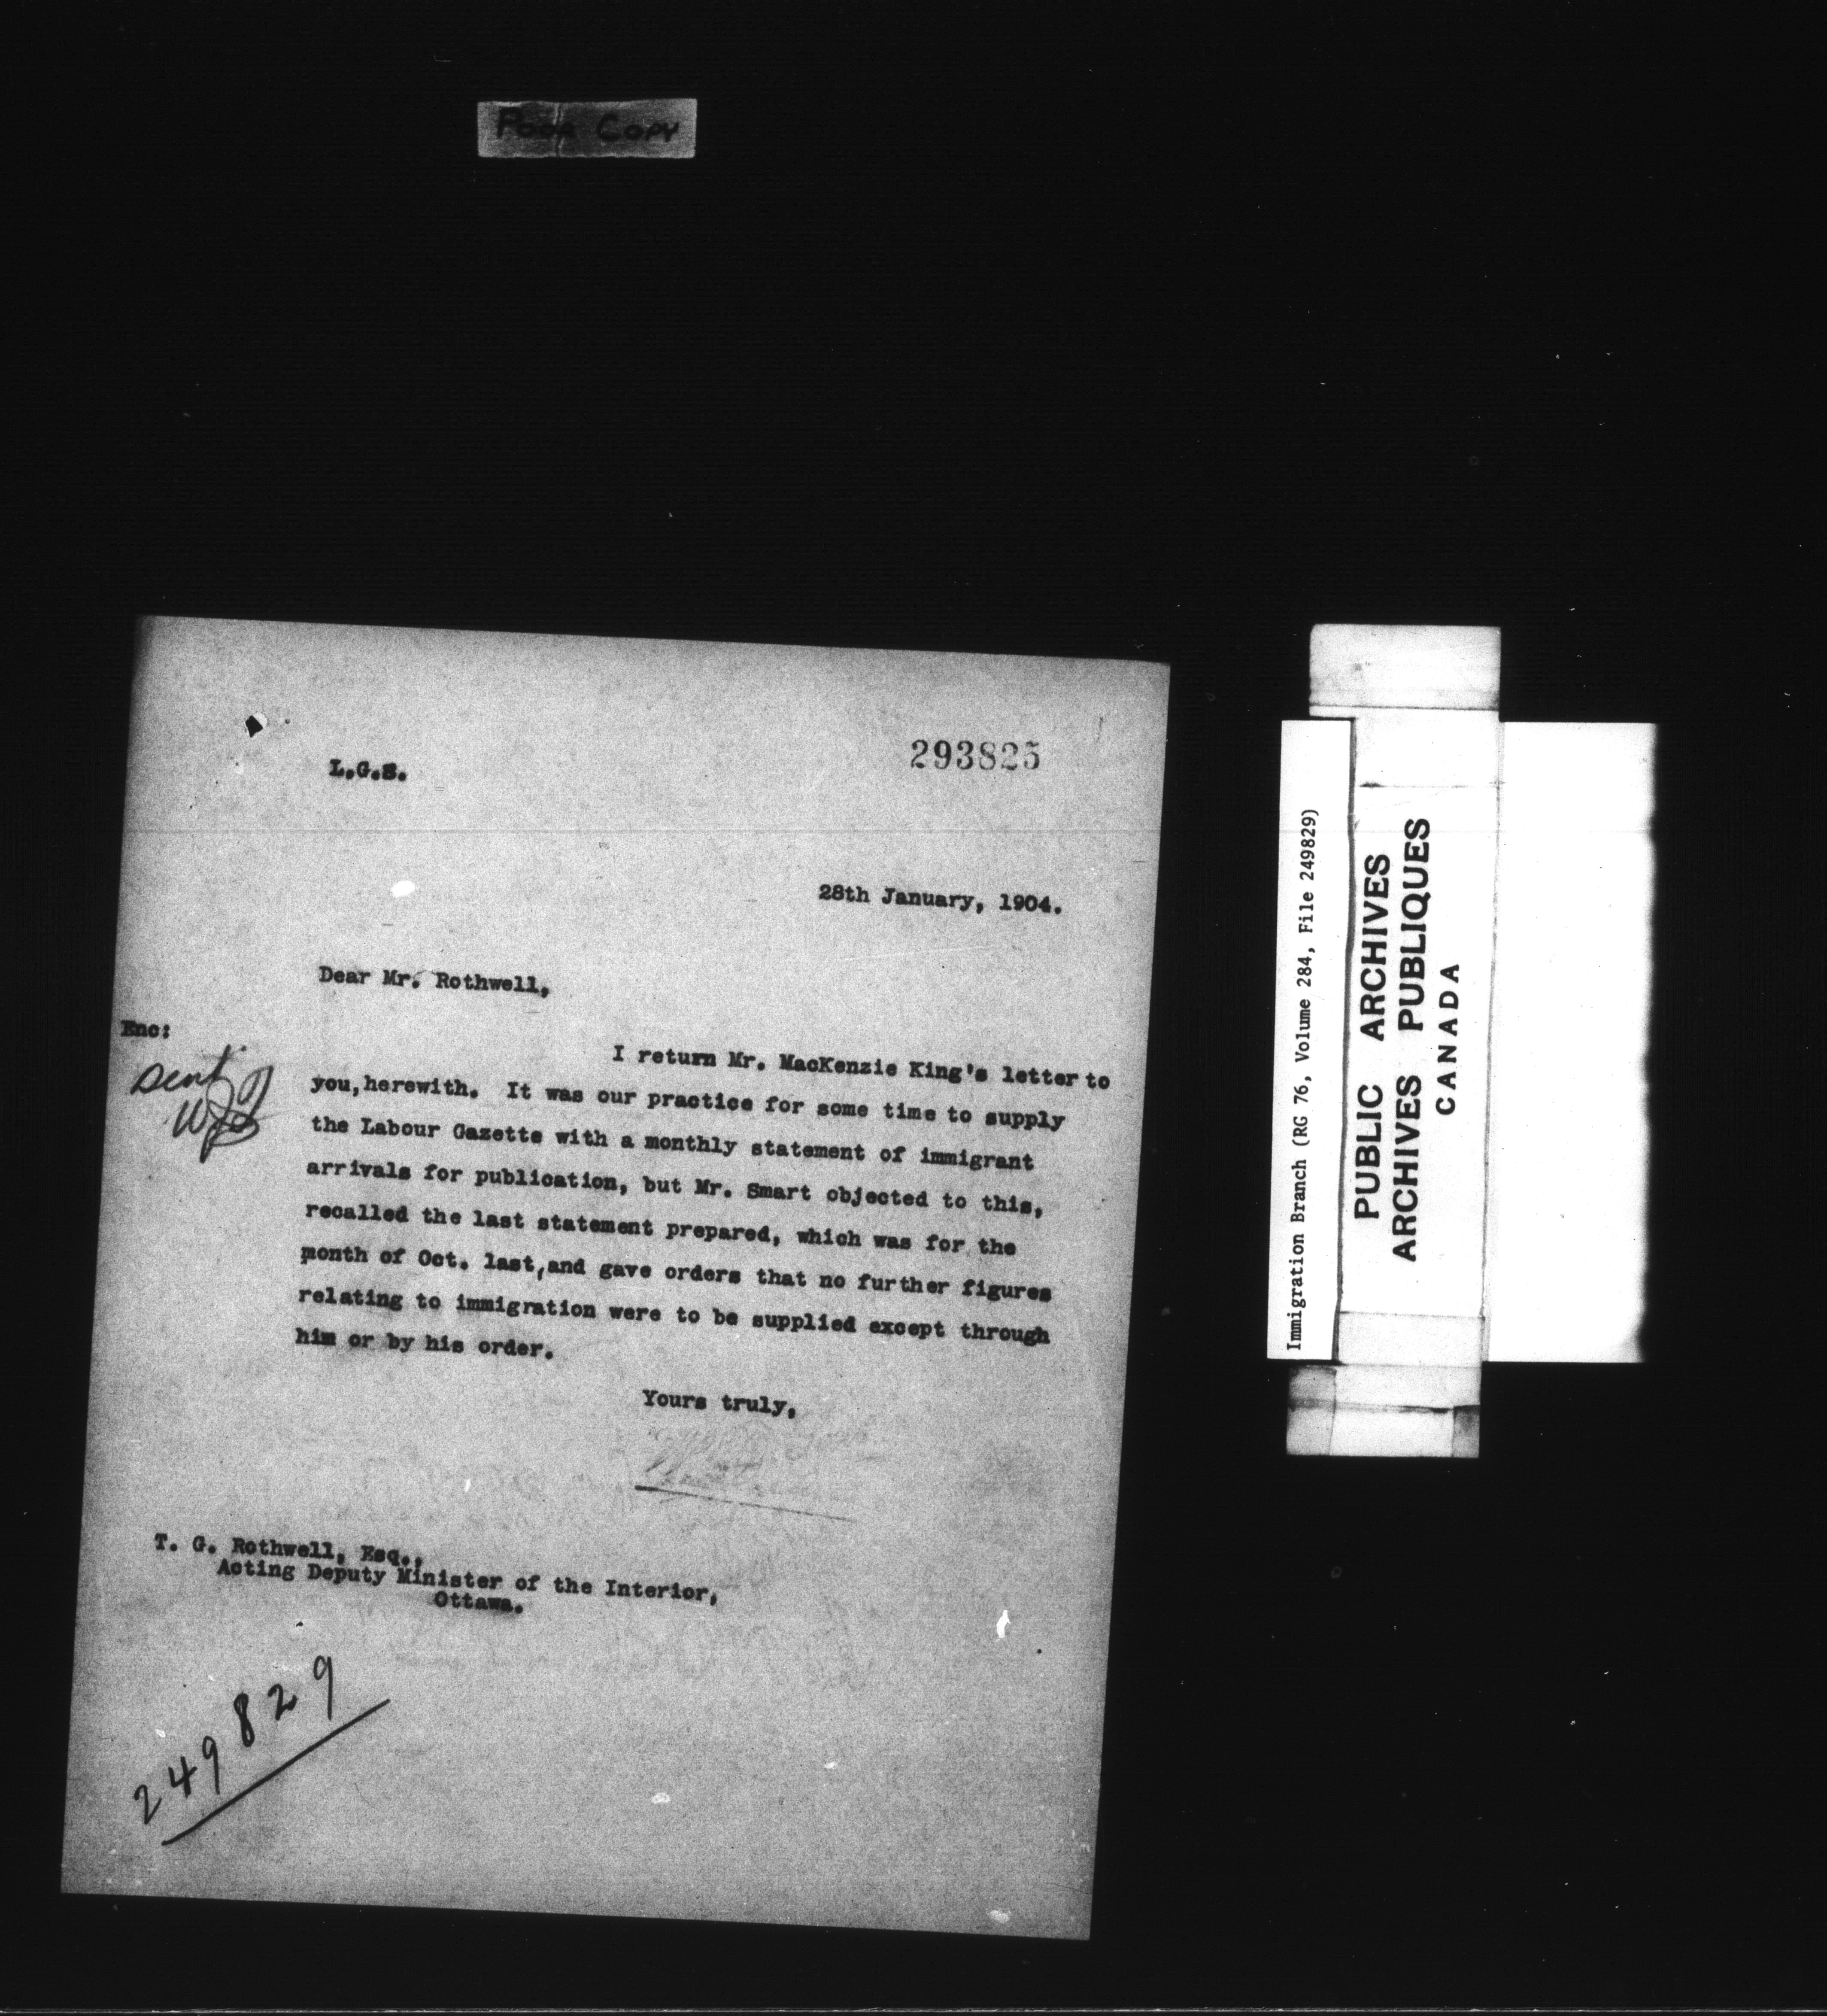 Poor Copy
L.G.S.
293825
28th January, 1904.
Dear Mr. Rothwell,
Enc:
Sent
I return Mr. MacKenzie King's letter to
you,herewith. It was our practice for some time to supply
the Labour Gazette with a monthly statement of immigrant
arrivals for publication, but Mr. Smart objected to this,
recalled the last statement prepared, which was for the
month of Oct. last,and gave orders that no further figures
relating to immigration were to be supplied except through
him or by his order.
Yours truly,
T. G. Rothwell, Esq.,
Acting Deputy Minister of the Interior,
Ottawa.
249829
Immigration Branch (RG 76, Volume 284, File 249829)
PUBLIC ARCHIVES
ARCHIVES PUBLIQUES
CANADA